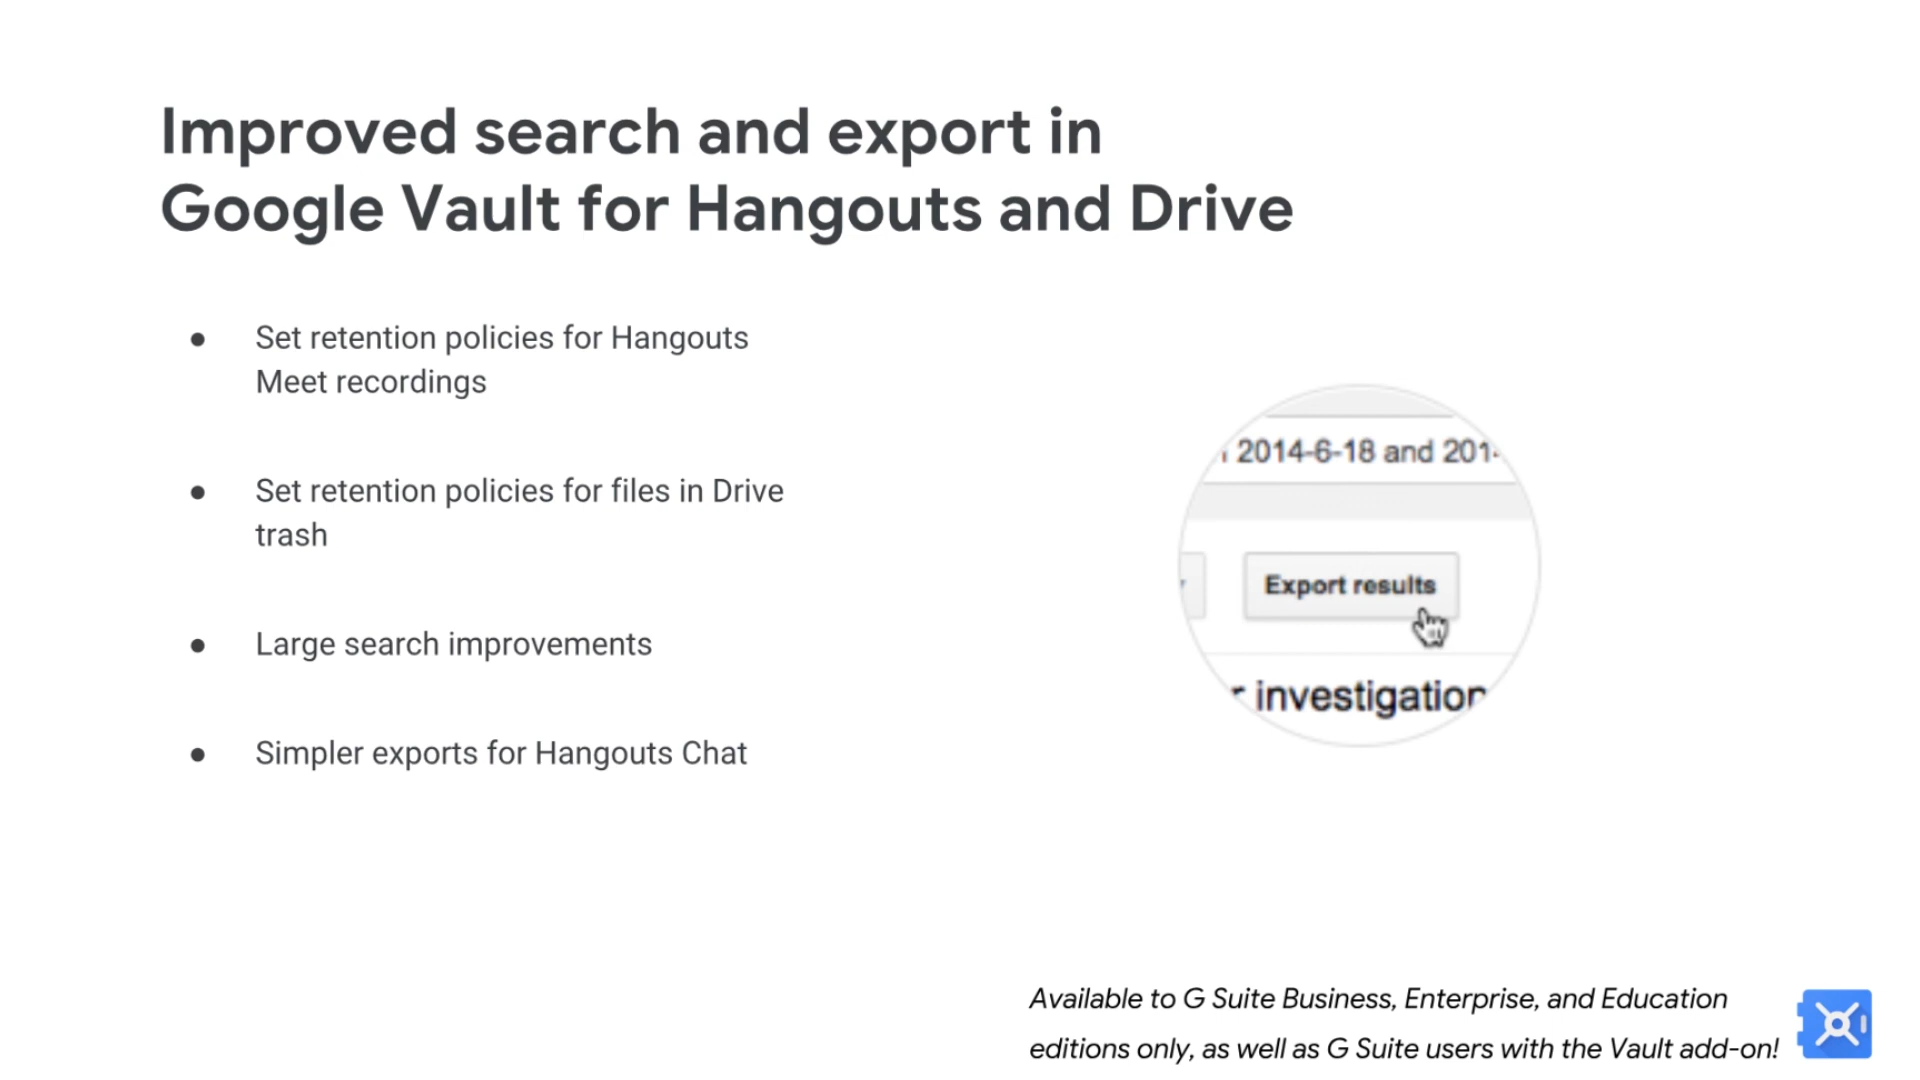 Improved search and export in
Google Vault for Hangouts and Drive
● Set retention policies for Hangouts
Meet recordings
● Set retention policies for files in Drive
trash
● Large search improvements
● Simpler exports for Hangouts Chat
2014-6-18 and 201
Export results
investigation
Available to G Suite Business, Enterprise, and Education
editions only, as well as G Suite users with the Vault add-on!